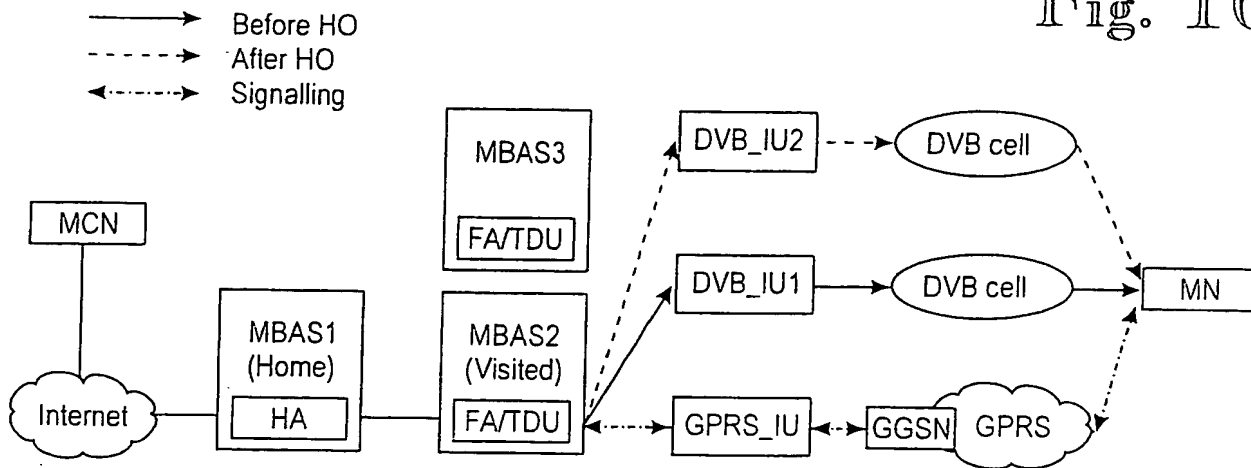 Before HO
After HO
Signalling
MBAS3
FA/TDU
DVB_IU2
DVB cell
MCN
DVB_IU1
DVB cell
MN
MBAS1
(Home)
HA
MBAS2
(Visited)
FA/TDU
Internet
GPRS_IU
GGSN
GPRS
Fig.